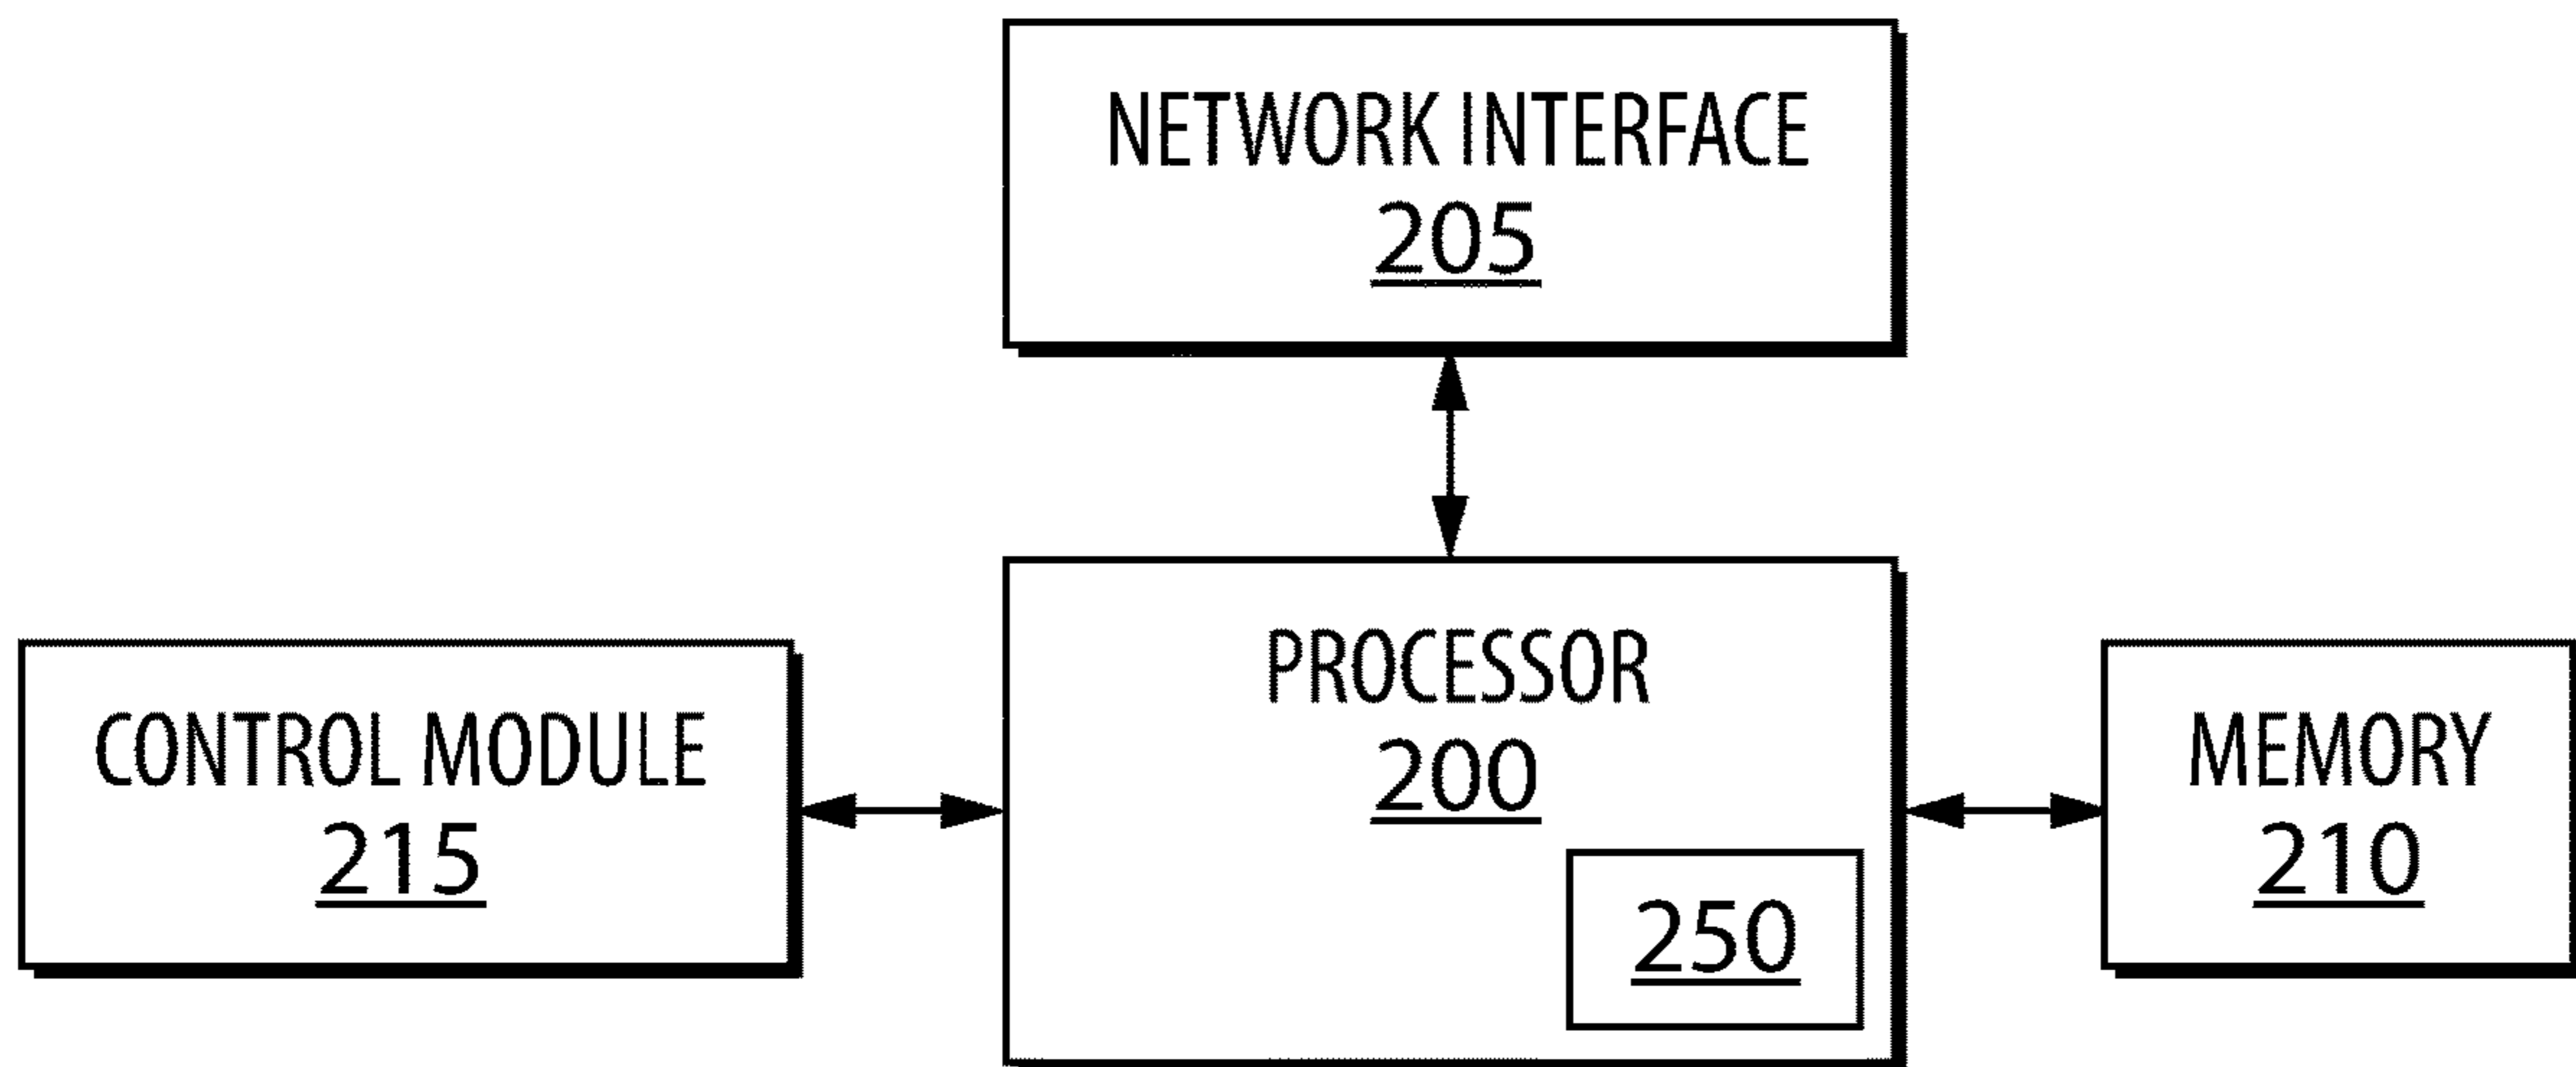 NETWORK INTERFACE
205
PROCESSOR
200
250
CONTROL MODULE
215
MEMORY
210